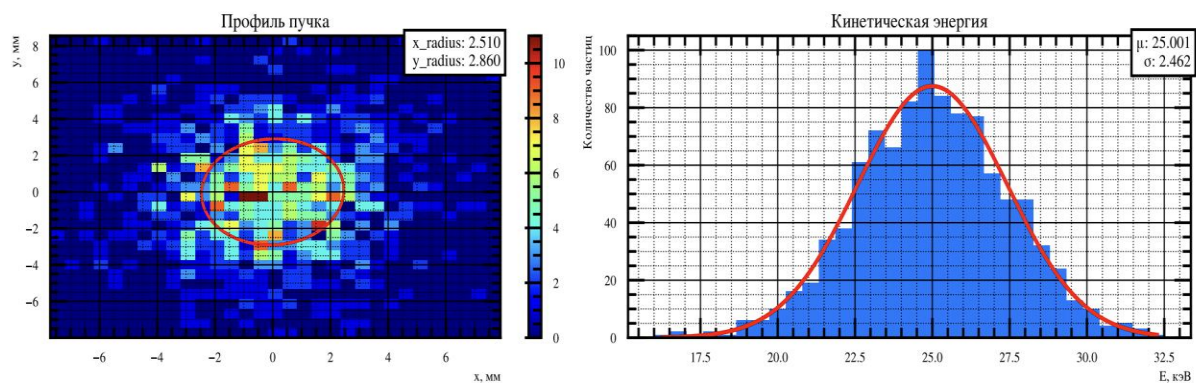 Профиль пучка
y, мм
x_radius: 2.510
y_radius: 2.860
8
6
4
2
0
−2
−4
−6
−6 −4 −2 0 2 4 6
x, мм
10
8
6
4
2
0
Кинетическая энергия
Количество частиц
μ: 25.001
σ: 2.462
100
80
60
40
20
0
17.5 20.0 22.5 25.0 27.5 30.0 32.5
E, кэВ